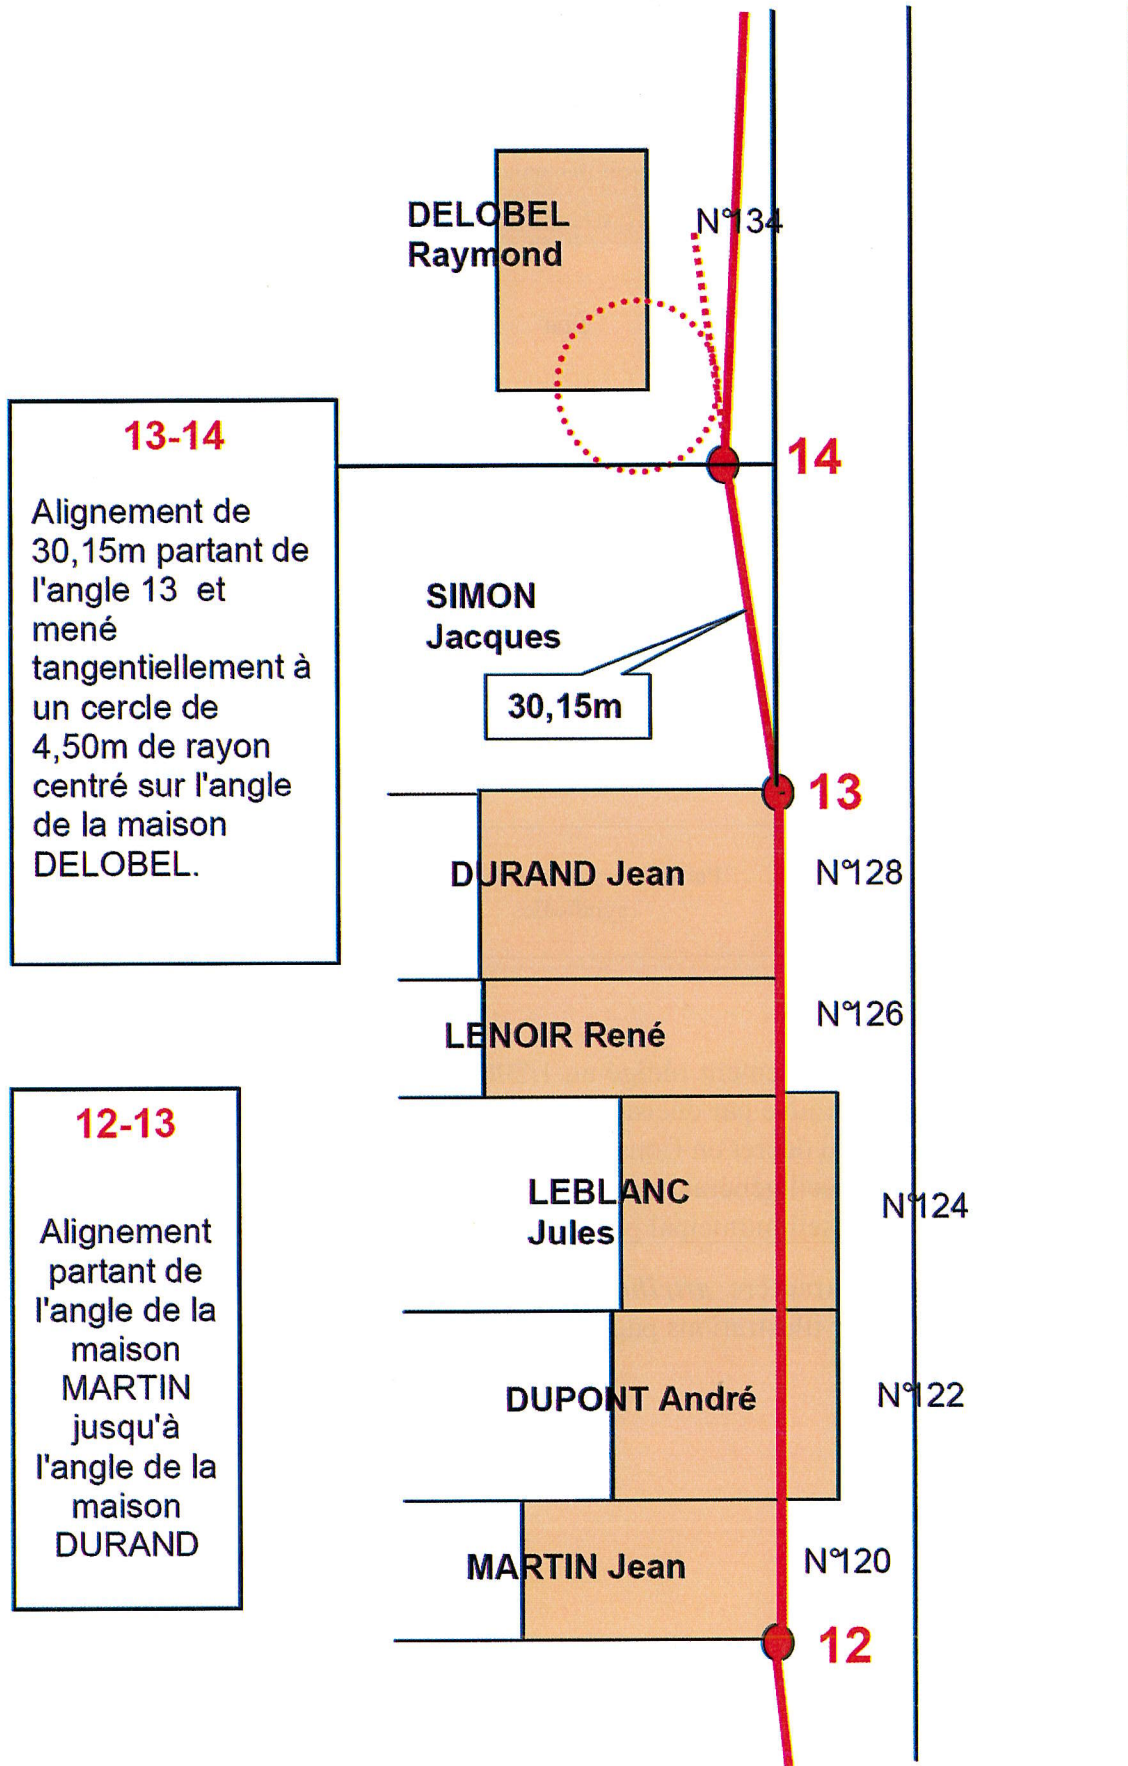 DELOBEL
Raymond
N°134
13-14
Alignement de
30,15m partant de
l'angle 13 et
mené
tangentiellement à
un cercle de
4,50m de rayon
centré sur l'angle
de la maison
DELOBEL.
14
SIMON
Jacques
30,15m
13
DURAND Jean
N°128
LENOIR René
N°126
12-13
Alignement
partant de
l'angle de la
maison
MARTIN
jusqu'à
l'angle de la
maison
DURAND
LEBLANC
Jules
N°124
DUPONT André
N°122
MARTIN Jean
N°120
12